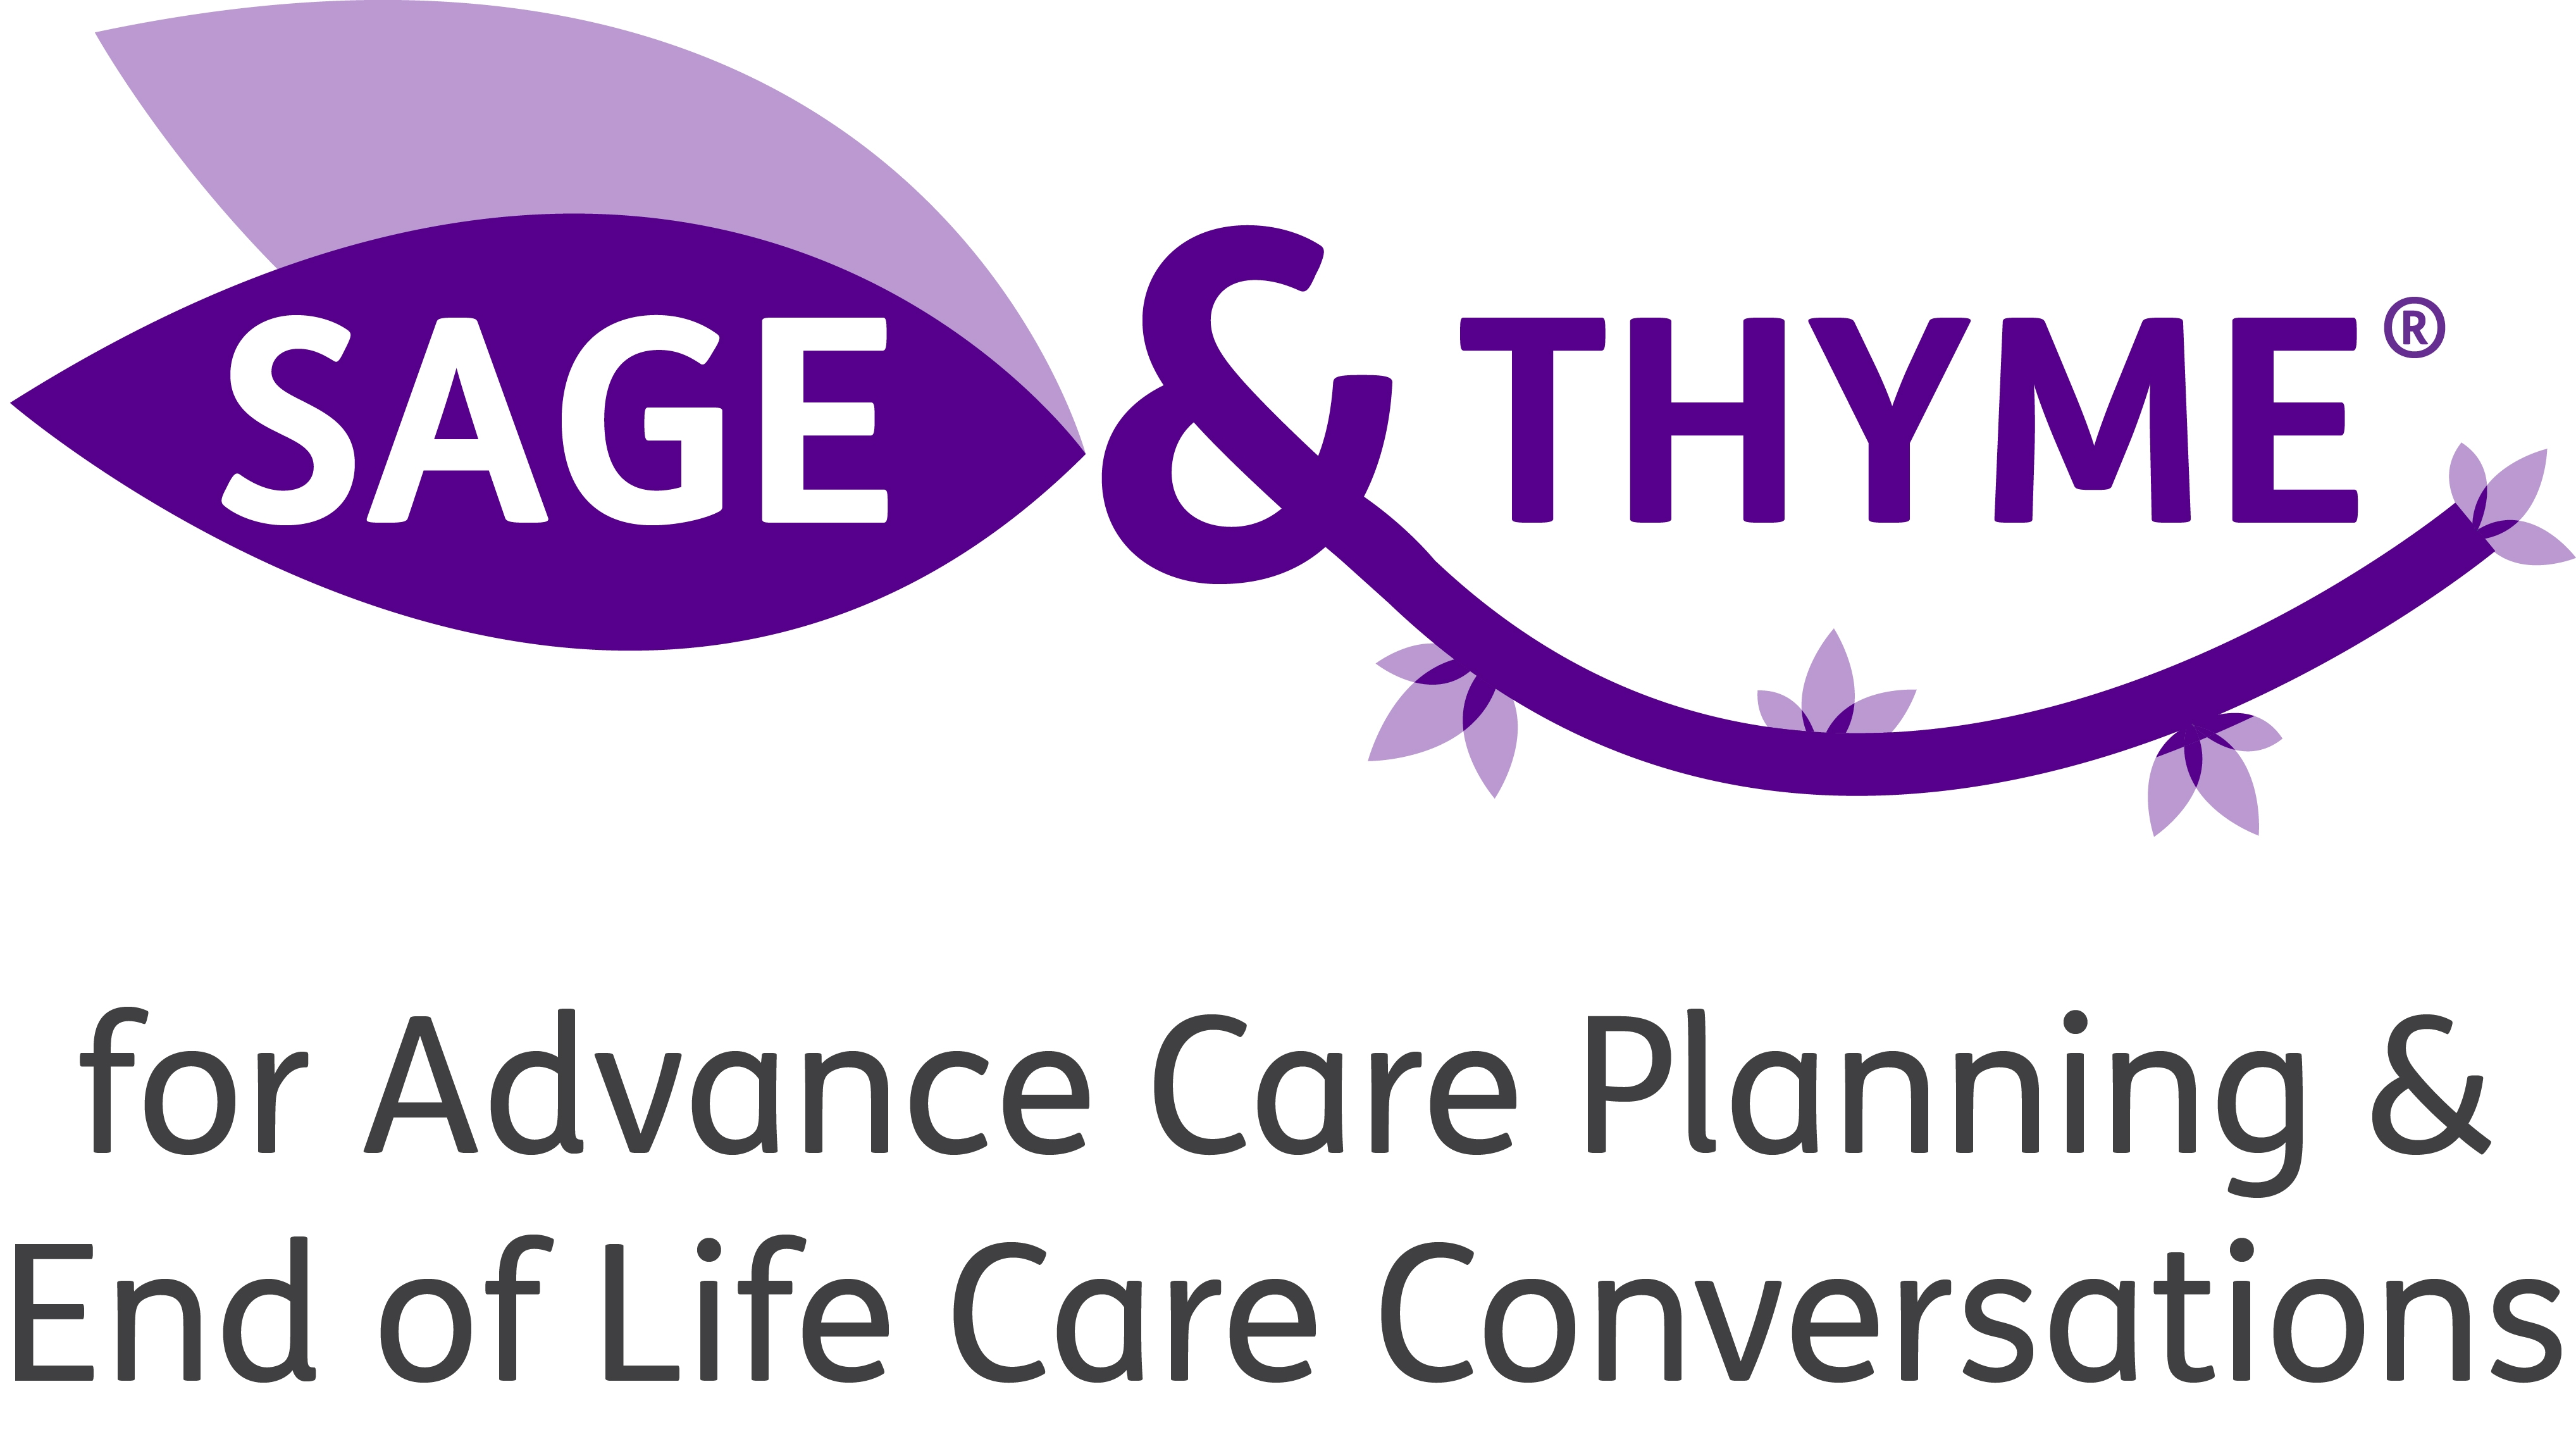 SAGE & THYME®
for Advance Care Planning &
End of Life Care Conversations